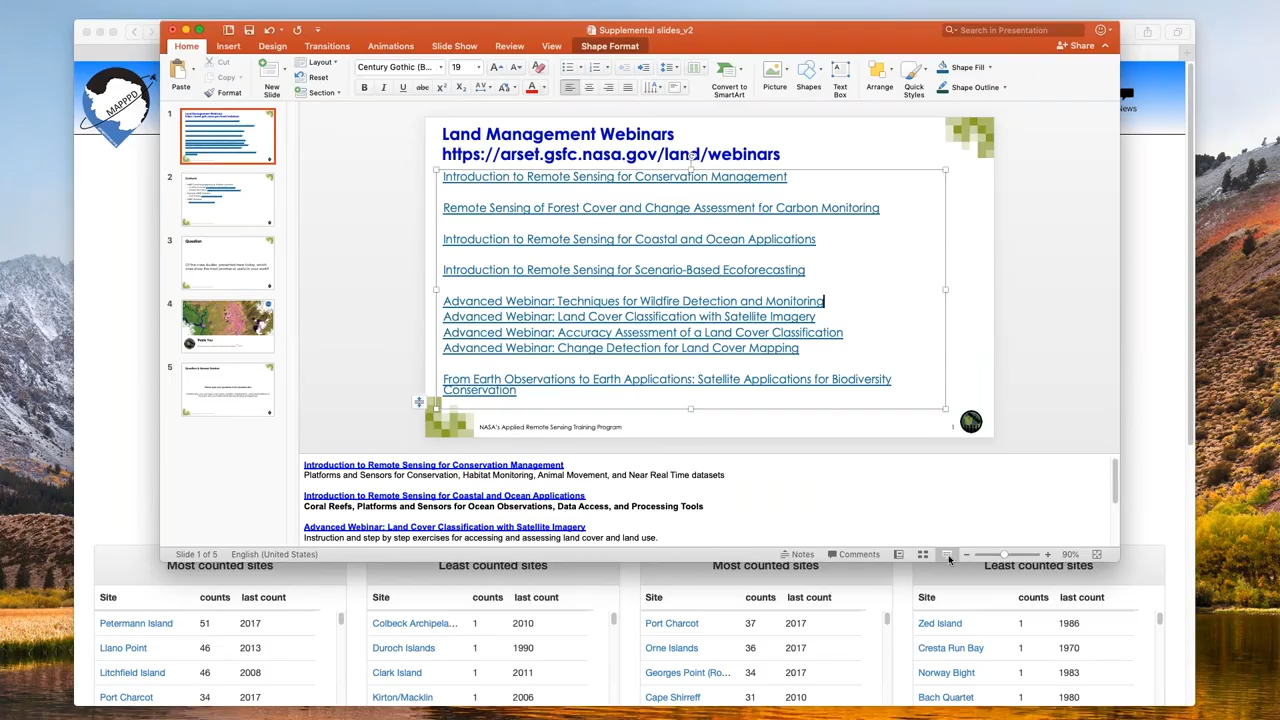 Supplemental slides_v2
Search in Presentation
Home Insert Design Transitions Animations Slide Show Review View Shape Format
Share
Paste
Cut
Copy
Format
New
Slide
Layout
Reset
Section
Century Gothic (B...
19
Convert to
SmartArt
Picture
Shapes
Text
Box
Arrange
Quick
Styles
Shape Fill
Shape Outline
MAPPPD
News
1
2
3
4
5
Question
Thank You
Land Management Webinars
https://arset.gsfc.nasa.gov/land/webinars
Introduction to Remote Sensing for Conservation Management
Remote Sensing of Forest Cover and Change Assessment for Carbon Monitoring
Introduction to Remote Sensing for Coastal and Ocean Applications
Introduction to Remote Sensing for Scenario-Based Ecoforecasting
Advanced Webinar: Techniques for Wildfire Detection and Monitoring
Advanced Webinar: Land Cover Classification with Satellite Imagery
Advanced Webinar: Accuracy Assessment of a Land Cover Classification
Advanced Webinar: Change Detection for Land Cover Mapping
From Earth Observations to Earth Applications: Satellite Applications for Biodiversity
Conservation
NASA's Applied Remote Sensing Training Program
1
Introduction to Remote Sensing for Conservation Management
Platforms and Sensors for Conservation, Habitat Monitoring, Animal Movement, and Near Real Time datasets
Introduction to Remote Sensing for Coastal and Ocean Applications
Coral Reefs, Platforms and Sensors for Ocean Observations, Data Access, and Processing Tools
Advanced Webinar: Land Cover Classification with Satellite Imagery
Instruction and step by step exercises for accessing and assessing land cover and land use.
Slide 1 of 5 English (United States) Notes Comments 90%
Most counted sites Least counted sites Most counted sites Least counted sites
Site counts last count Site counts last count Site counts last count Site counts last count
Petermann Island 51 2017 Colbeck Archipela... 1 2010 Port Charcot 37 2017 Zed Island 1 1986
Llano Point 46 2013 Duroch Islands 1 1990 Orne Islands 36 2017 Cresta Run Bay 1 1970
Litchfield Island 46 2008 Clark Island 1 2011 Georges Point (Ro... 34 2017 Norway Bight 1 1983
Port Charcot 34 2017 Kirton/Macklin 1 2006 Cape Shirreff 31 2010 Bach Quartet 1 1980